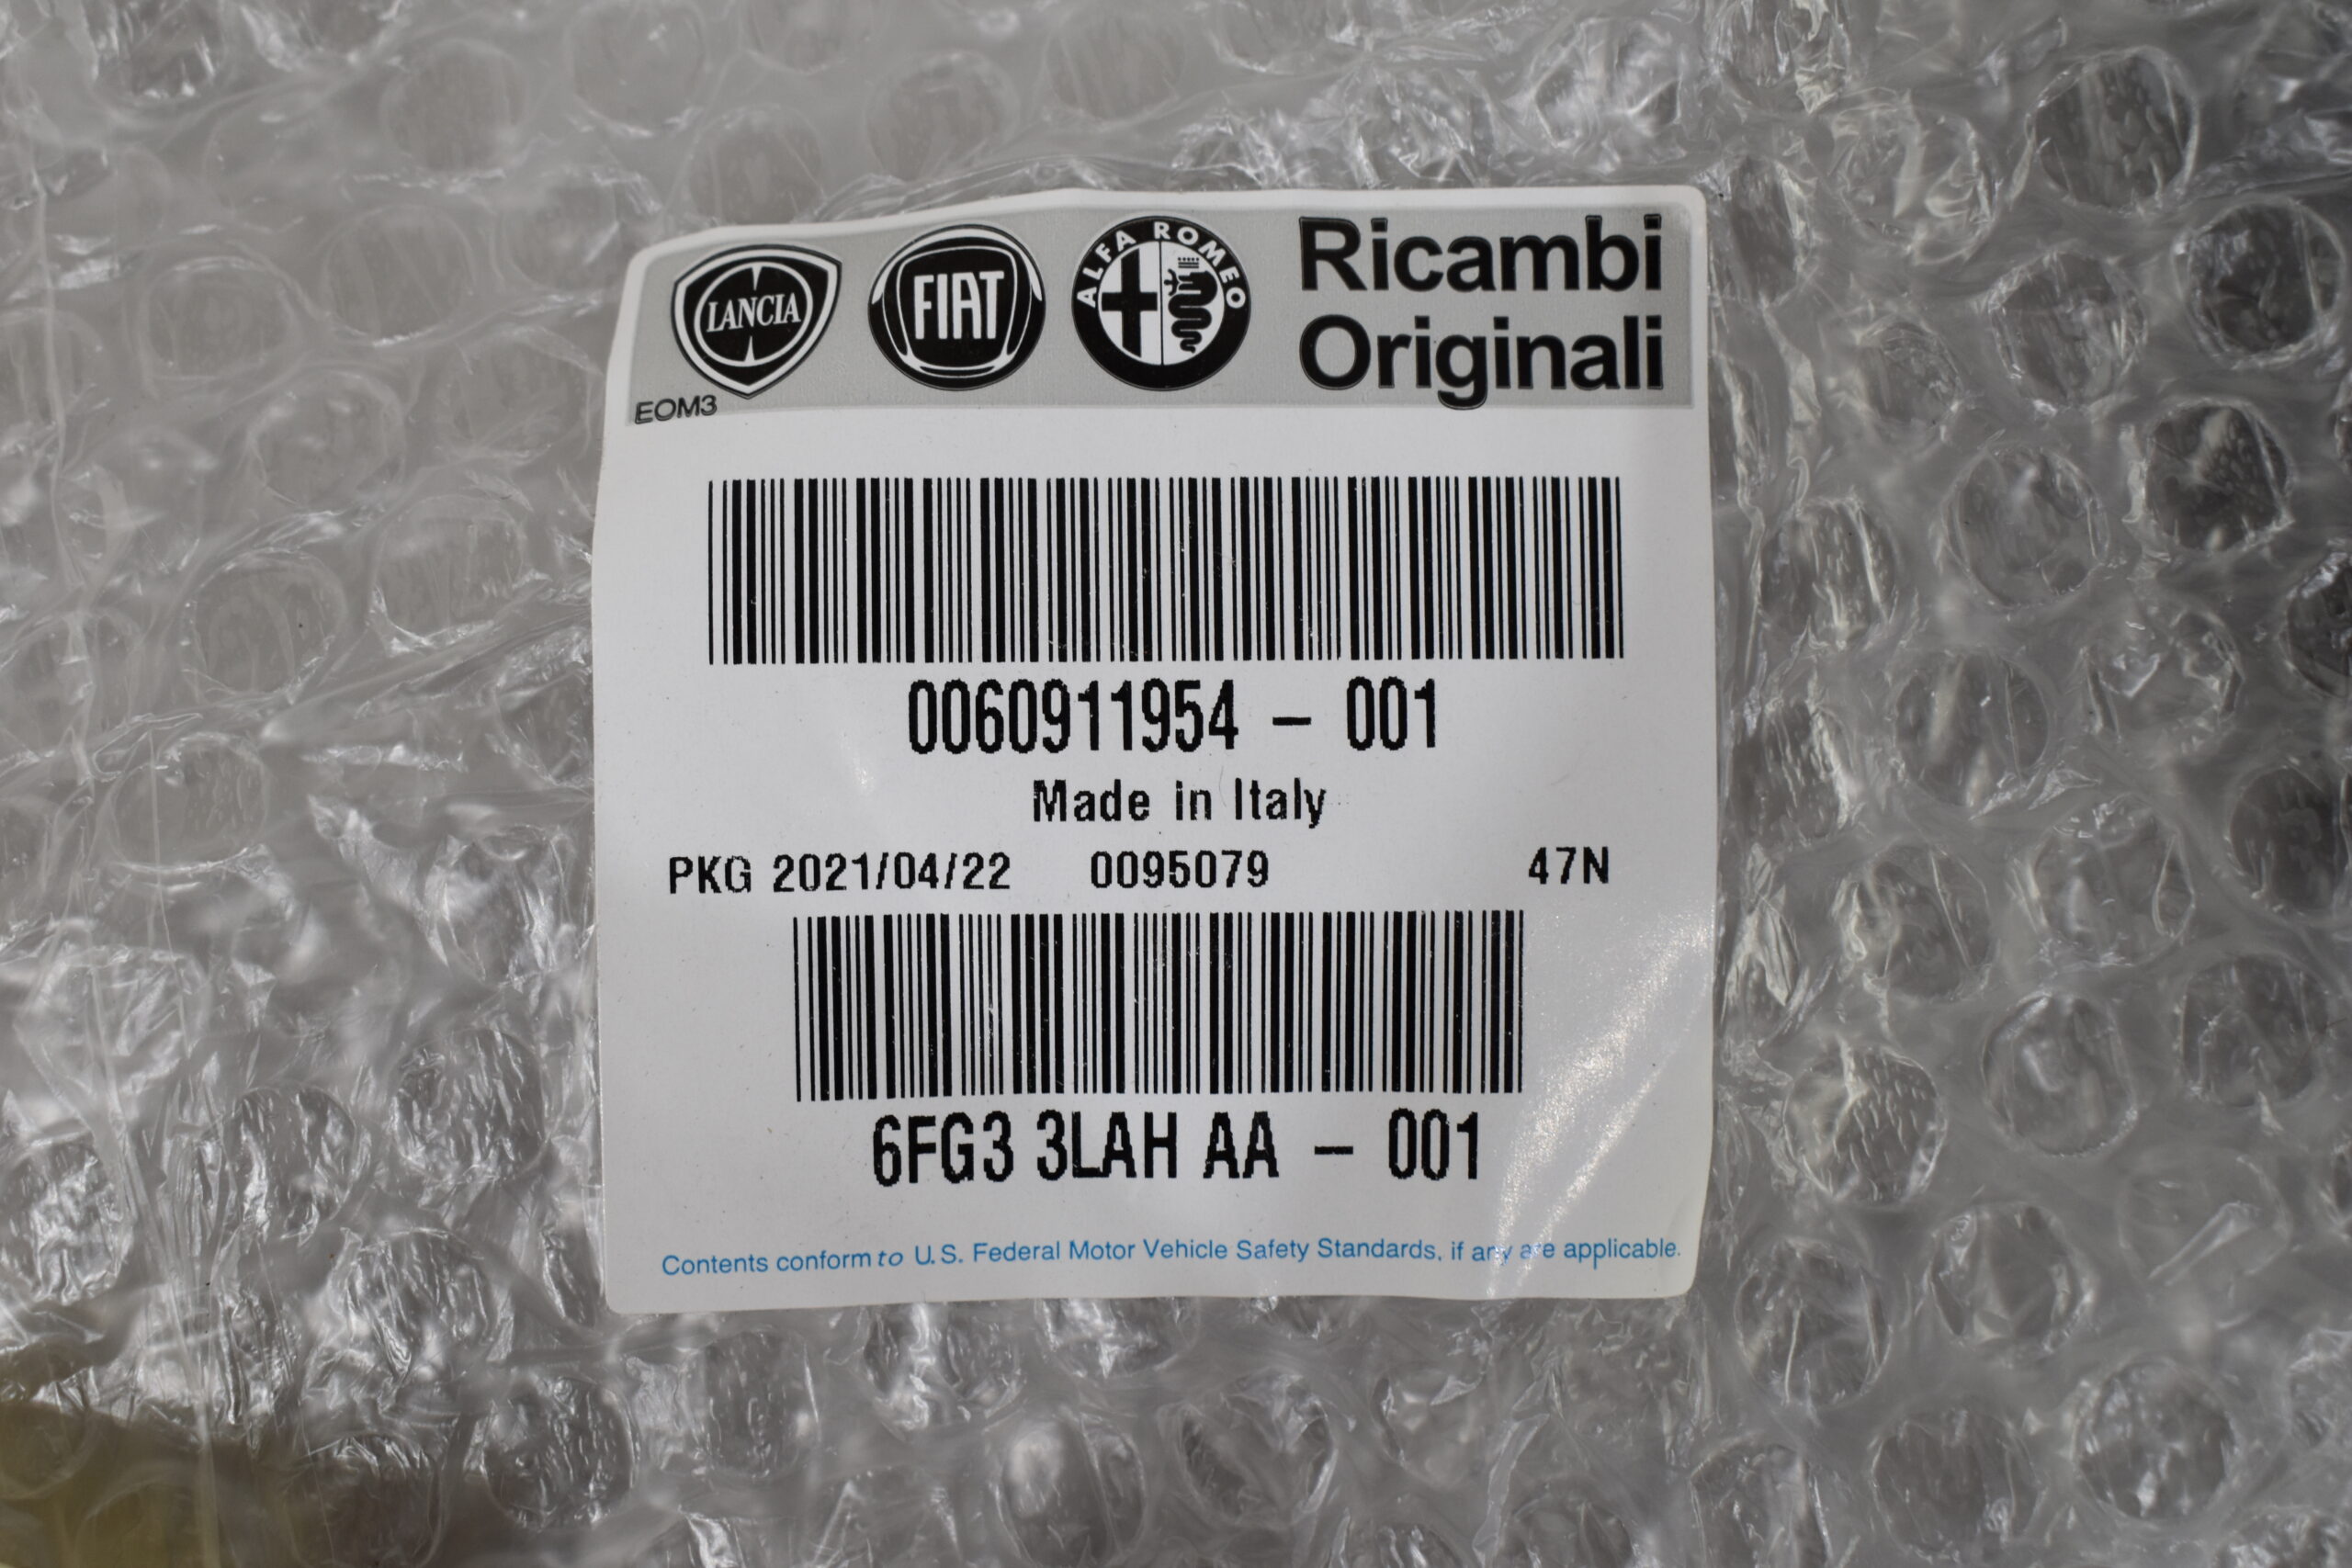 LANCIA FIAT ALFA ROMEO Ricambi
Originali
EOM3
0060911954 - 001
Made in Italy
PKG 2021/04/22 0095079 47N
6FG3 3LAH AA - 001
Contents conform to U.S. Federal Motor Vehicle Safety Standards, if any are applicable.